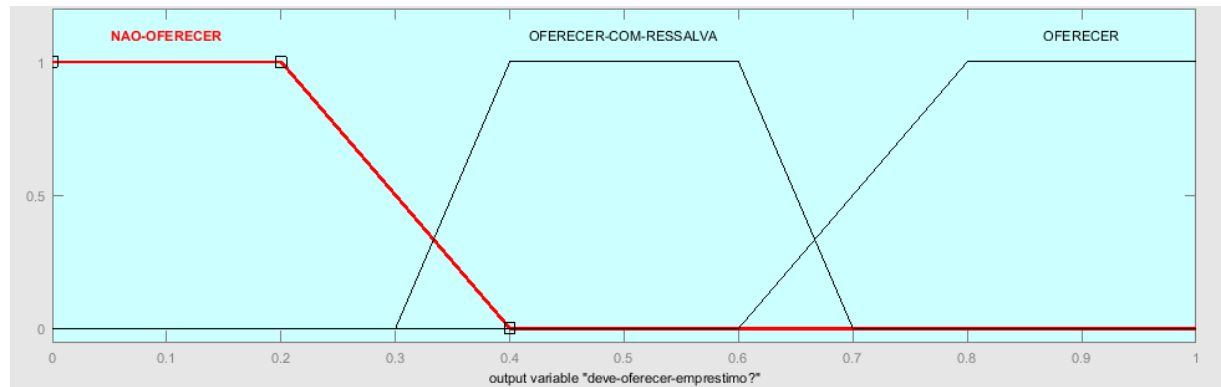 NAO-OFERECER OFERECER-COM-RESSALVA OFERECER
1
0.5
0
0 0.1 0.2 0.3 0.4 0.5 0.6 0.7 0.8 0.9 1
output variable "deve-oferecer-emprestimo?"